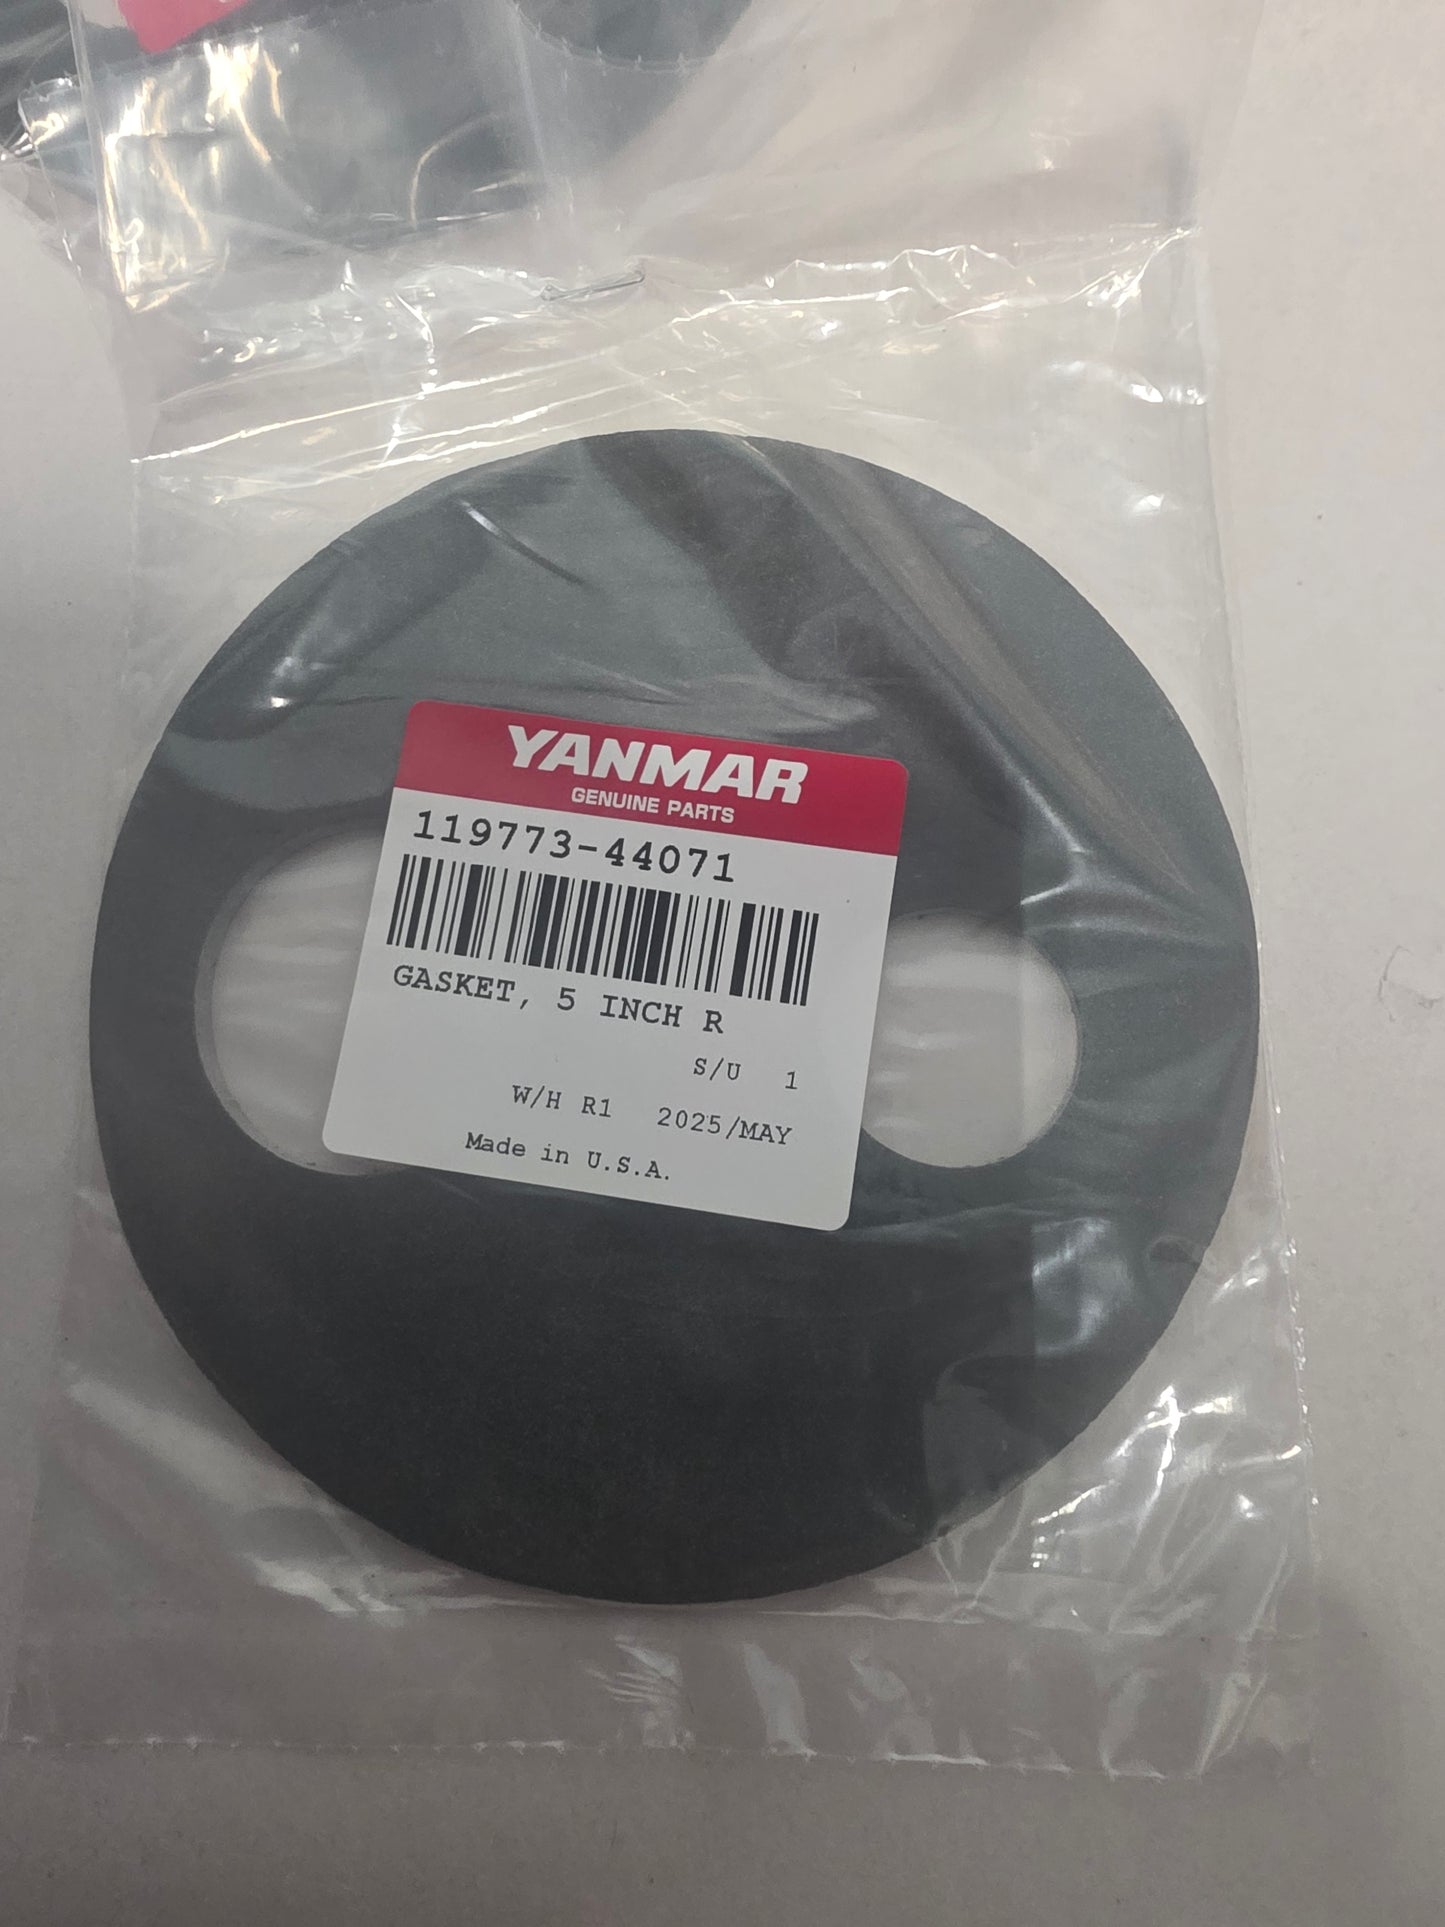 YANMAR
GENUINE PARTS
119773-44071
GASKET, 5 INCH R
S/U 1
W/H R1 2025/MAY
Made in U.S.A.